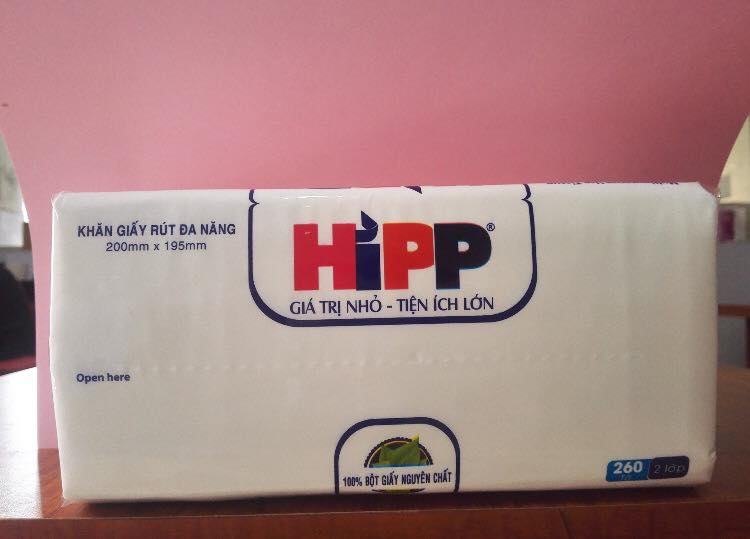 KHĂN GIẤY RÚT ĐA NĂNG
200mm x 195mm
HiPP®
GIÁ TRỊ NHỎ - TIỆN ÍCH LỚN
Open here
100% BỘT GIẤY NGUYÊN CHẤT
260 2 lớp